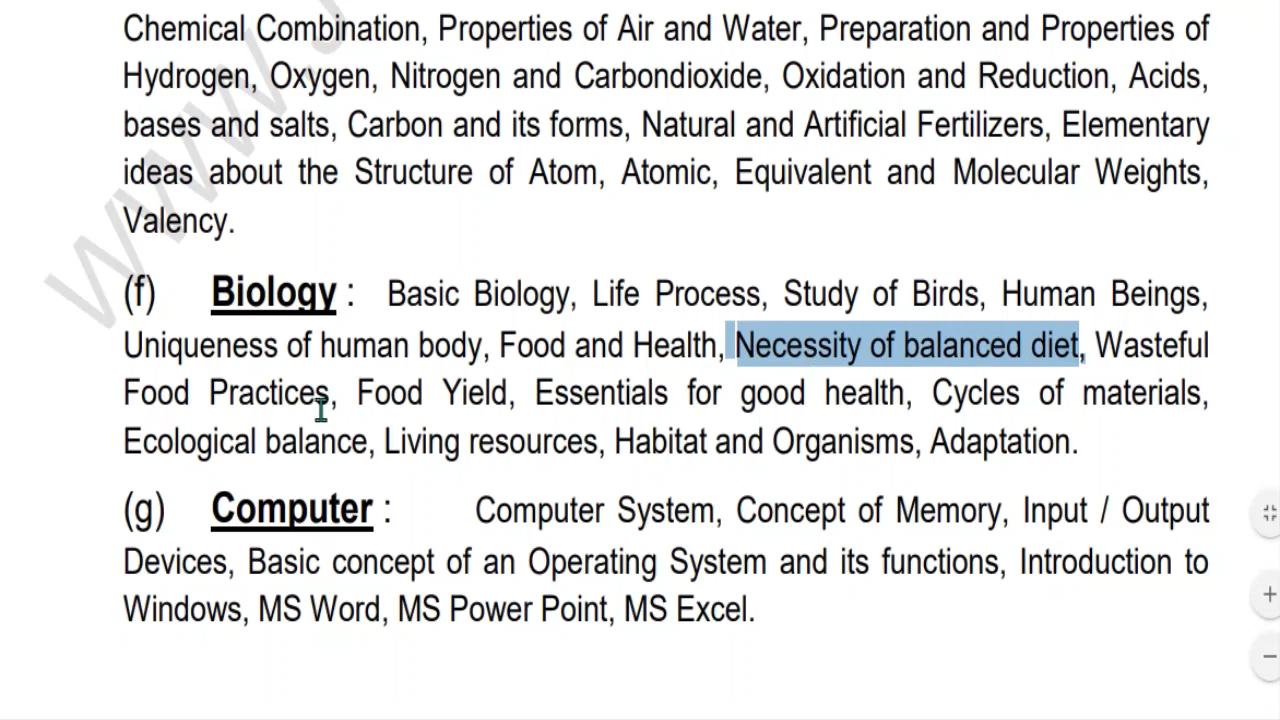 Chemical Combination, Properties of Air and Water, Preparation and Properties of
Hydrogen, Oxygen, Nitrogen and Carbondioxide, Oxidation and Reduction, Acids,
bases and salts, Carbon and its forms, Natural and Artificial Fertilizers, Elementary
ideas about the Structure of Atom, Atomic, Equivalent and Molecular Weights,
Valency.
(f) Biology : Basic Biology, Life Process, Study of Birds, Human Beings,
Uniqueness of human body, Food and Health, Necessity of balanced diet, Wasteful
Food Practices, Food Yield, Essentials for good health, Cycles of materials,
Ecological balance, Living resources, Habitat and Organisms, Adaptation.
(g) Computer : Computer System, Concept of Memory, Input / Output
Devices, Basic concept of an Operating System and its functions, Introduction to
Windows, MS Word, MS Power Point, MS Excel.
www.